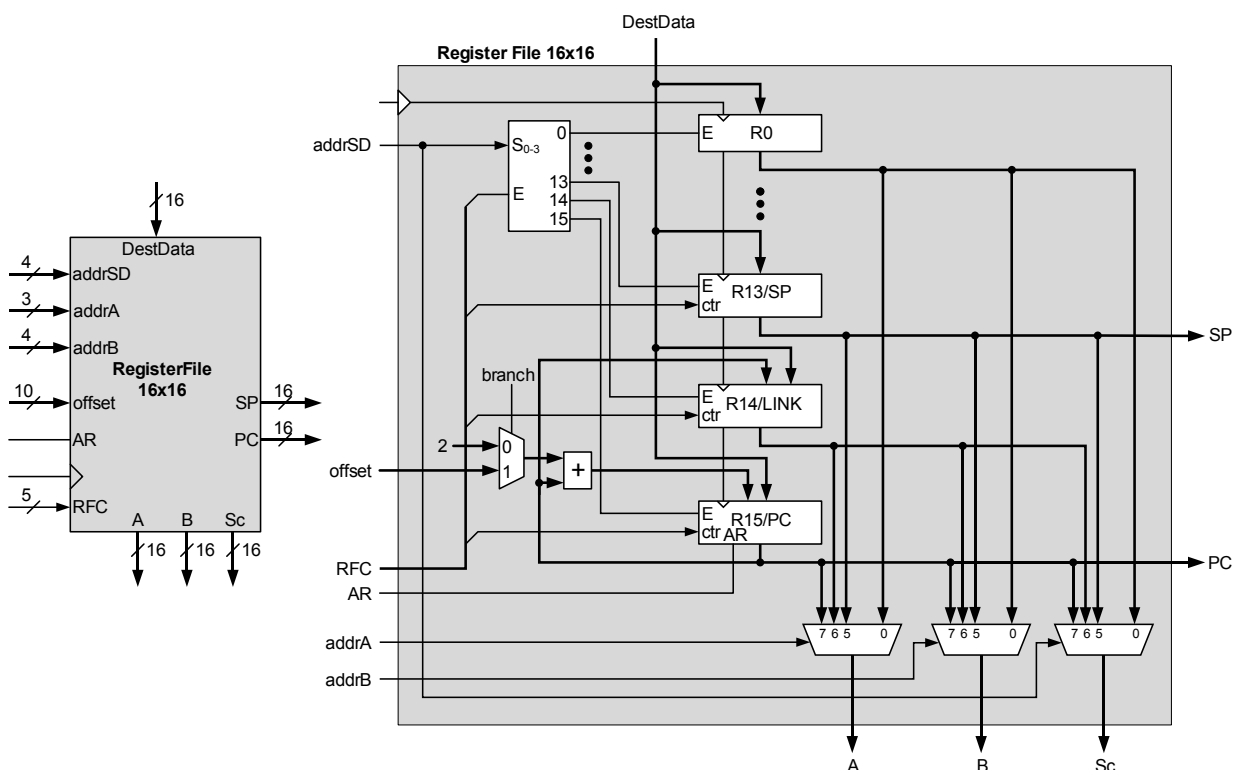 DestData
Register File 16x16
addrSD
S0-3
0
E
13
14
15
E R0
E R13/SP
ctr
SP
branch
E R14/LINK
ctr
2
0
1
+
offset
E R15/PC
ctr AR
RFC
AR
PC
addrA
7 6 5 0
7 6 5 0
7 6 5 0
addrB
A B Sc
16
DestData
4 addrSD
3 addrA
4 addrB
RegisterFile
16x16
10 offset
SP 16
AR
PC 16
5 RFC
A B Sc
16 16 16